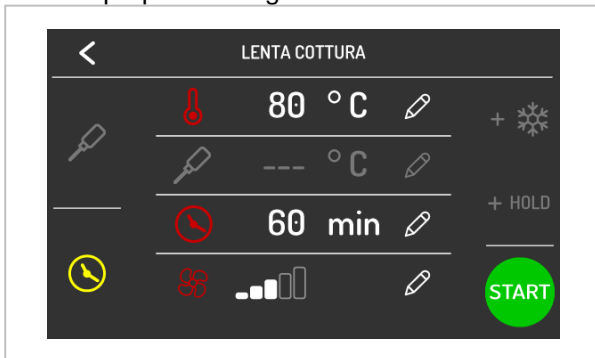 LENTA COTTURA
80 °C
+
--- °C
+ HOLD
60 min
START